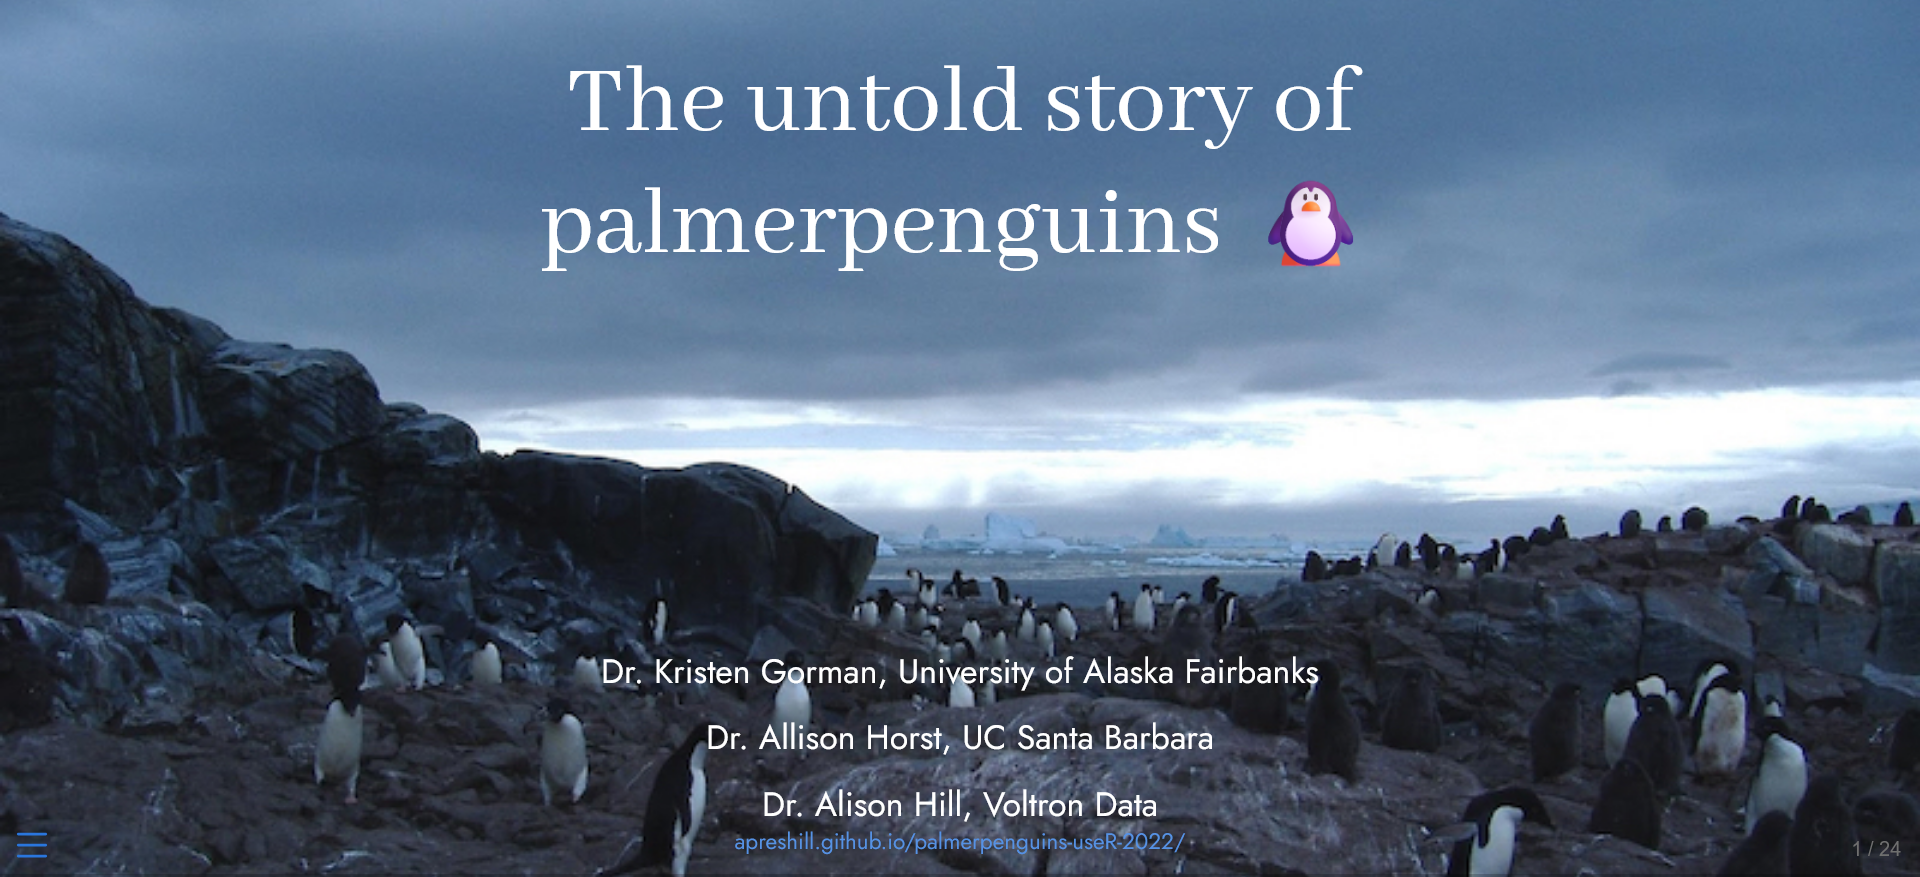 The untold story of
palmerpenguins 🐧
Dr. Kristen Gorman, University of Alaska Fairbanks
Dr. Allison Horst, UC Santa Barbara
Dr. Alison Hill, Voltron Data
apreshill.github.io/palmerpenguins-useR-2022/
1 / 24